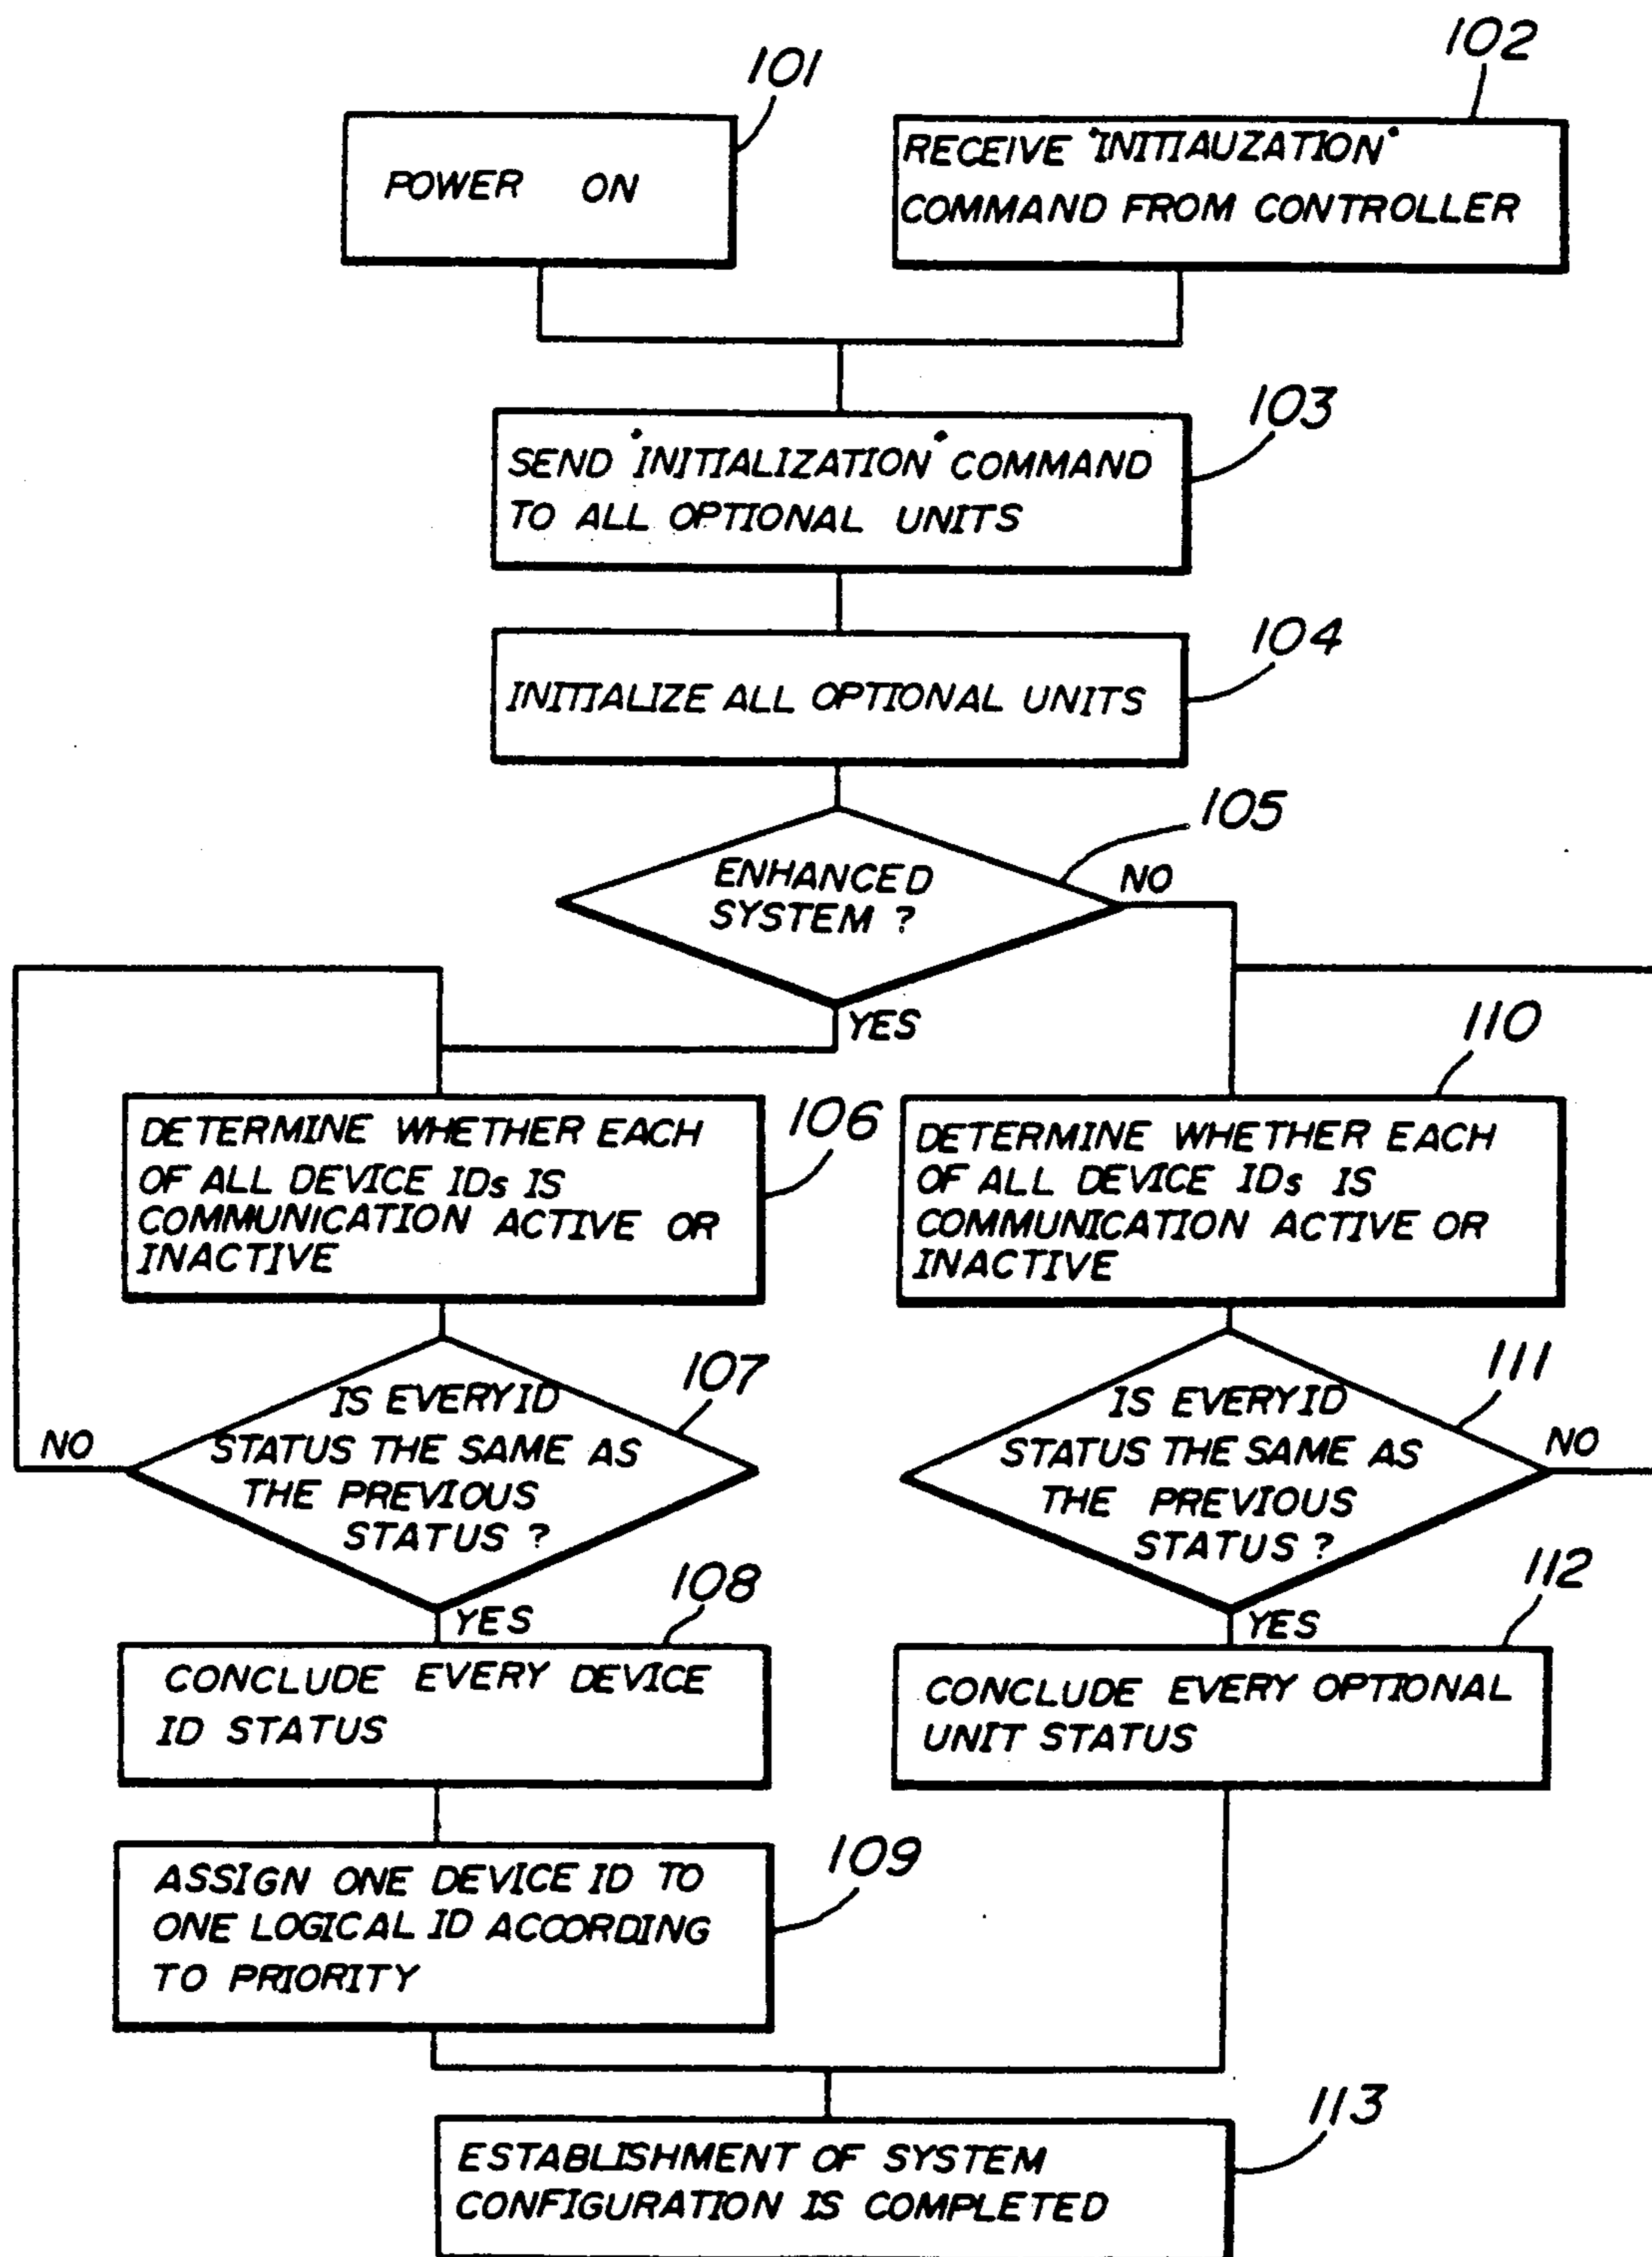 101
102
POWER ON
RECEIVE "INITIAUZATION"
COMMAND FROM CONTROLLER
103
SEND "INITIALIZATION" COMMAND
TO ALL OPTIONAL UNITS
104
INITIALIZE ALL OPTIONAL UNITS
105
ENHANCED
SYSTEM ?
NO
YES
110
106
DETERMINE WHETHER EACH
OF ALL DEVICE IDs IS
COMMUNICATION ACTIVE OR
INACTIVE
DETERMINE WHETHER EACH
OF ALL DEVICE IDs IS
COMMUNICATION ACTIVE OR
INACTIVE
107
IS EVERY ID
STATUS THE SAME AS
THE PREVIOUS
STATUS ?
NO
YES
111
IS EVERY ID
STATUS THE SAME AS
THE PREVIOUS
STATUS ?
NO
YES
108
CONCLUDE EVERY DEVICE
ID STATUS
112
CONCLUDE EVERY OPTIONAL
UNIT STATUS
109
ASSIGN ONE DEVICE ID TO
ONE LOGICAL ID ACCORDING
TO PRIORITY
113
ESTABLISHMENT OF SYSTEM
CONFIGURATION IS COMPLETED